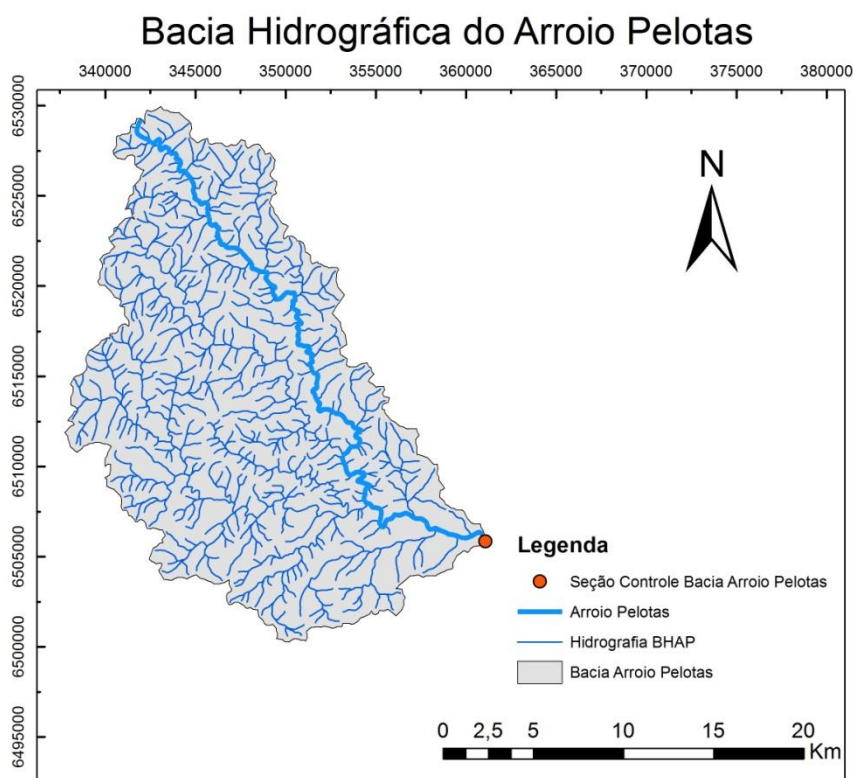 Bacia Hidrográfica do Arroio Pelotas
340000 345000 350000 355000 360000 365000 370000 375000 380000
6530000
6525000
6520000
6515000
6510000
6505000
6500000
6495000
N
Legenda
Seção Controle Bacia Arroio Pelotas
Arroio Pelotas
Hidrografia BHAP
Bacia Arroio Pelotas
0 2,5 5 10 15 20
Km